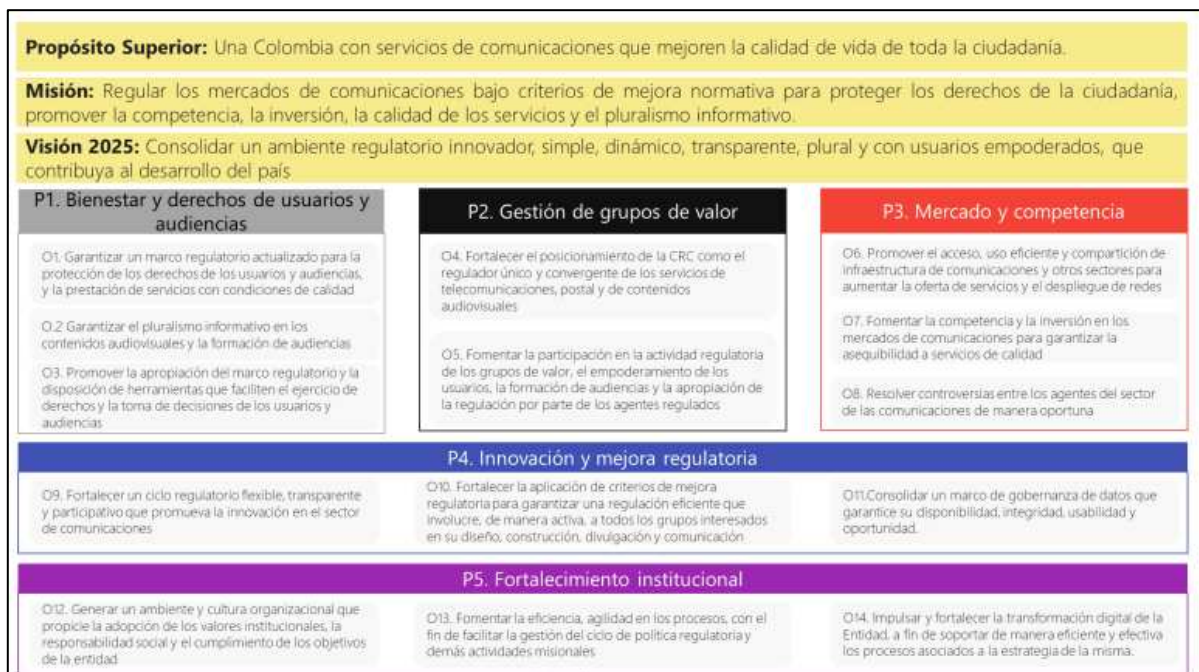 Propósito Superior: Una Colombia con servicios de comunicaciones que mejoren la calidad de vida de toda la ciudadanía.
Misión: Regular los mercados de comunicaciones bajo criterios de mejora normativa para proteger los derechos de la ciudadanía,
promover la competencia, la inversión, la calidad de los servicios y el pluralismo informativo.
Visión 2025: Consolidar un ambiente regulatorio innovador, simple, dinámico, transparente, plural y con usuarios empoderados, que
contribuya al desarrollo del país
P1. Bienestar y derechos de usuarios y
audiencias
O1. Garantizar un marco regulatorio actualizado para la
protección de los derechos de los usuarios y audiencias,
y la prestación de servicios con condiciones de calidad
O.2 Garantizar el pluralismo informativo en los
contenidos audiovisuales y la formación de audiencias
O3. Promover la apropiación del marco regulatorio y la
disposición de herramientas que faciliten el ejercicio de
derechos y la toma de decisiones de los usuarios y
audiencias
P2. Gestión de grupos de valor
O4. Fortalecer el posicionamiento de la CRC como el
regulador único y convergente de los servicios de
telecomunicaciones, postal y de contenidos
audiovisuales
O5. Fomentar la participación en la actividad regulatoria
de los grupos de valor, el empoderamiento de los
usuarios, la formación de audiencias y la apropiación de
la regulación por parte de los agentes regulados
P3. Mercado y competencia
O6. Promover el acceso, uso eficiente y compartición de
infraestructura de comunicaciones y otros sectores para
aumentar la oferta de servicios y el despliegue de redes
O7. Fomentar la competencia y la inversión en los
mercados de comunicaciones para garantizar la
asequibilidad a servicios de calidad
O8. Resolver controversias entre los agentes del sector
de las comunicaciones de manera oportuna
P4. Innovación y mejora regulatoria
O9. Fortalecer un ciclo regulatorio flexible, transparente
y participativo que promueva la innovación en el sector
de comunicaciones
O10. Fortalecer la aplicación de criterios de mejora
regulatoria para garantizar una regulación eficiente que
involucre, de manera activa, a todos los grupos interesados
en su diseño, construcción, divulgación y comunicación
O11.Consolidar un marco de gobernanza de datos que
garantice su disponibilidad, integridad, usabilidad y
oportunidad.
P5. Fortalecimiento institucional
O12. Generar un ambiente y cultura organizacional que
propicie la adopción de los valores institucionales, la
responsabilidad social y el cumplimiento de los objetivos
de la entidad
O13. Fomentar la eficiencia, agilidad en los procesos, con el
fin de facilitar la gestión del ciclo de política regulatoria y
demás actividades misionales
O14. Impulsar y fortalecer la transformación digital de la
Entidad, a fin de soportar de manera eficiente y efectiva
los procesos asociados a la estrategia de la misma.